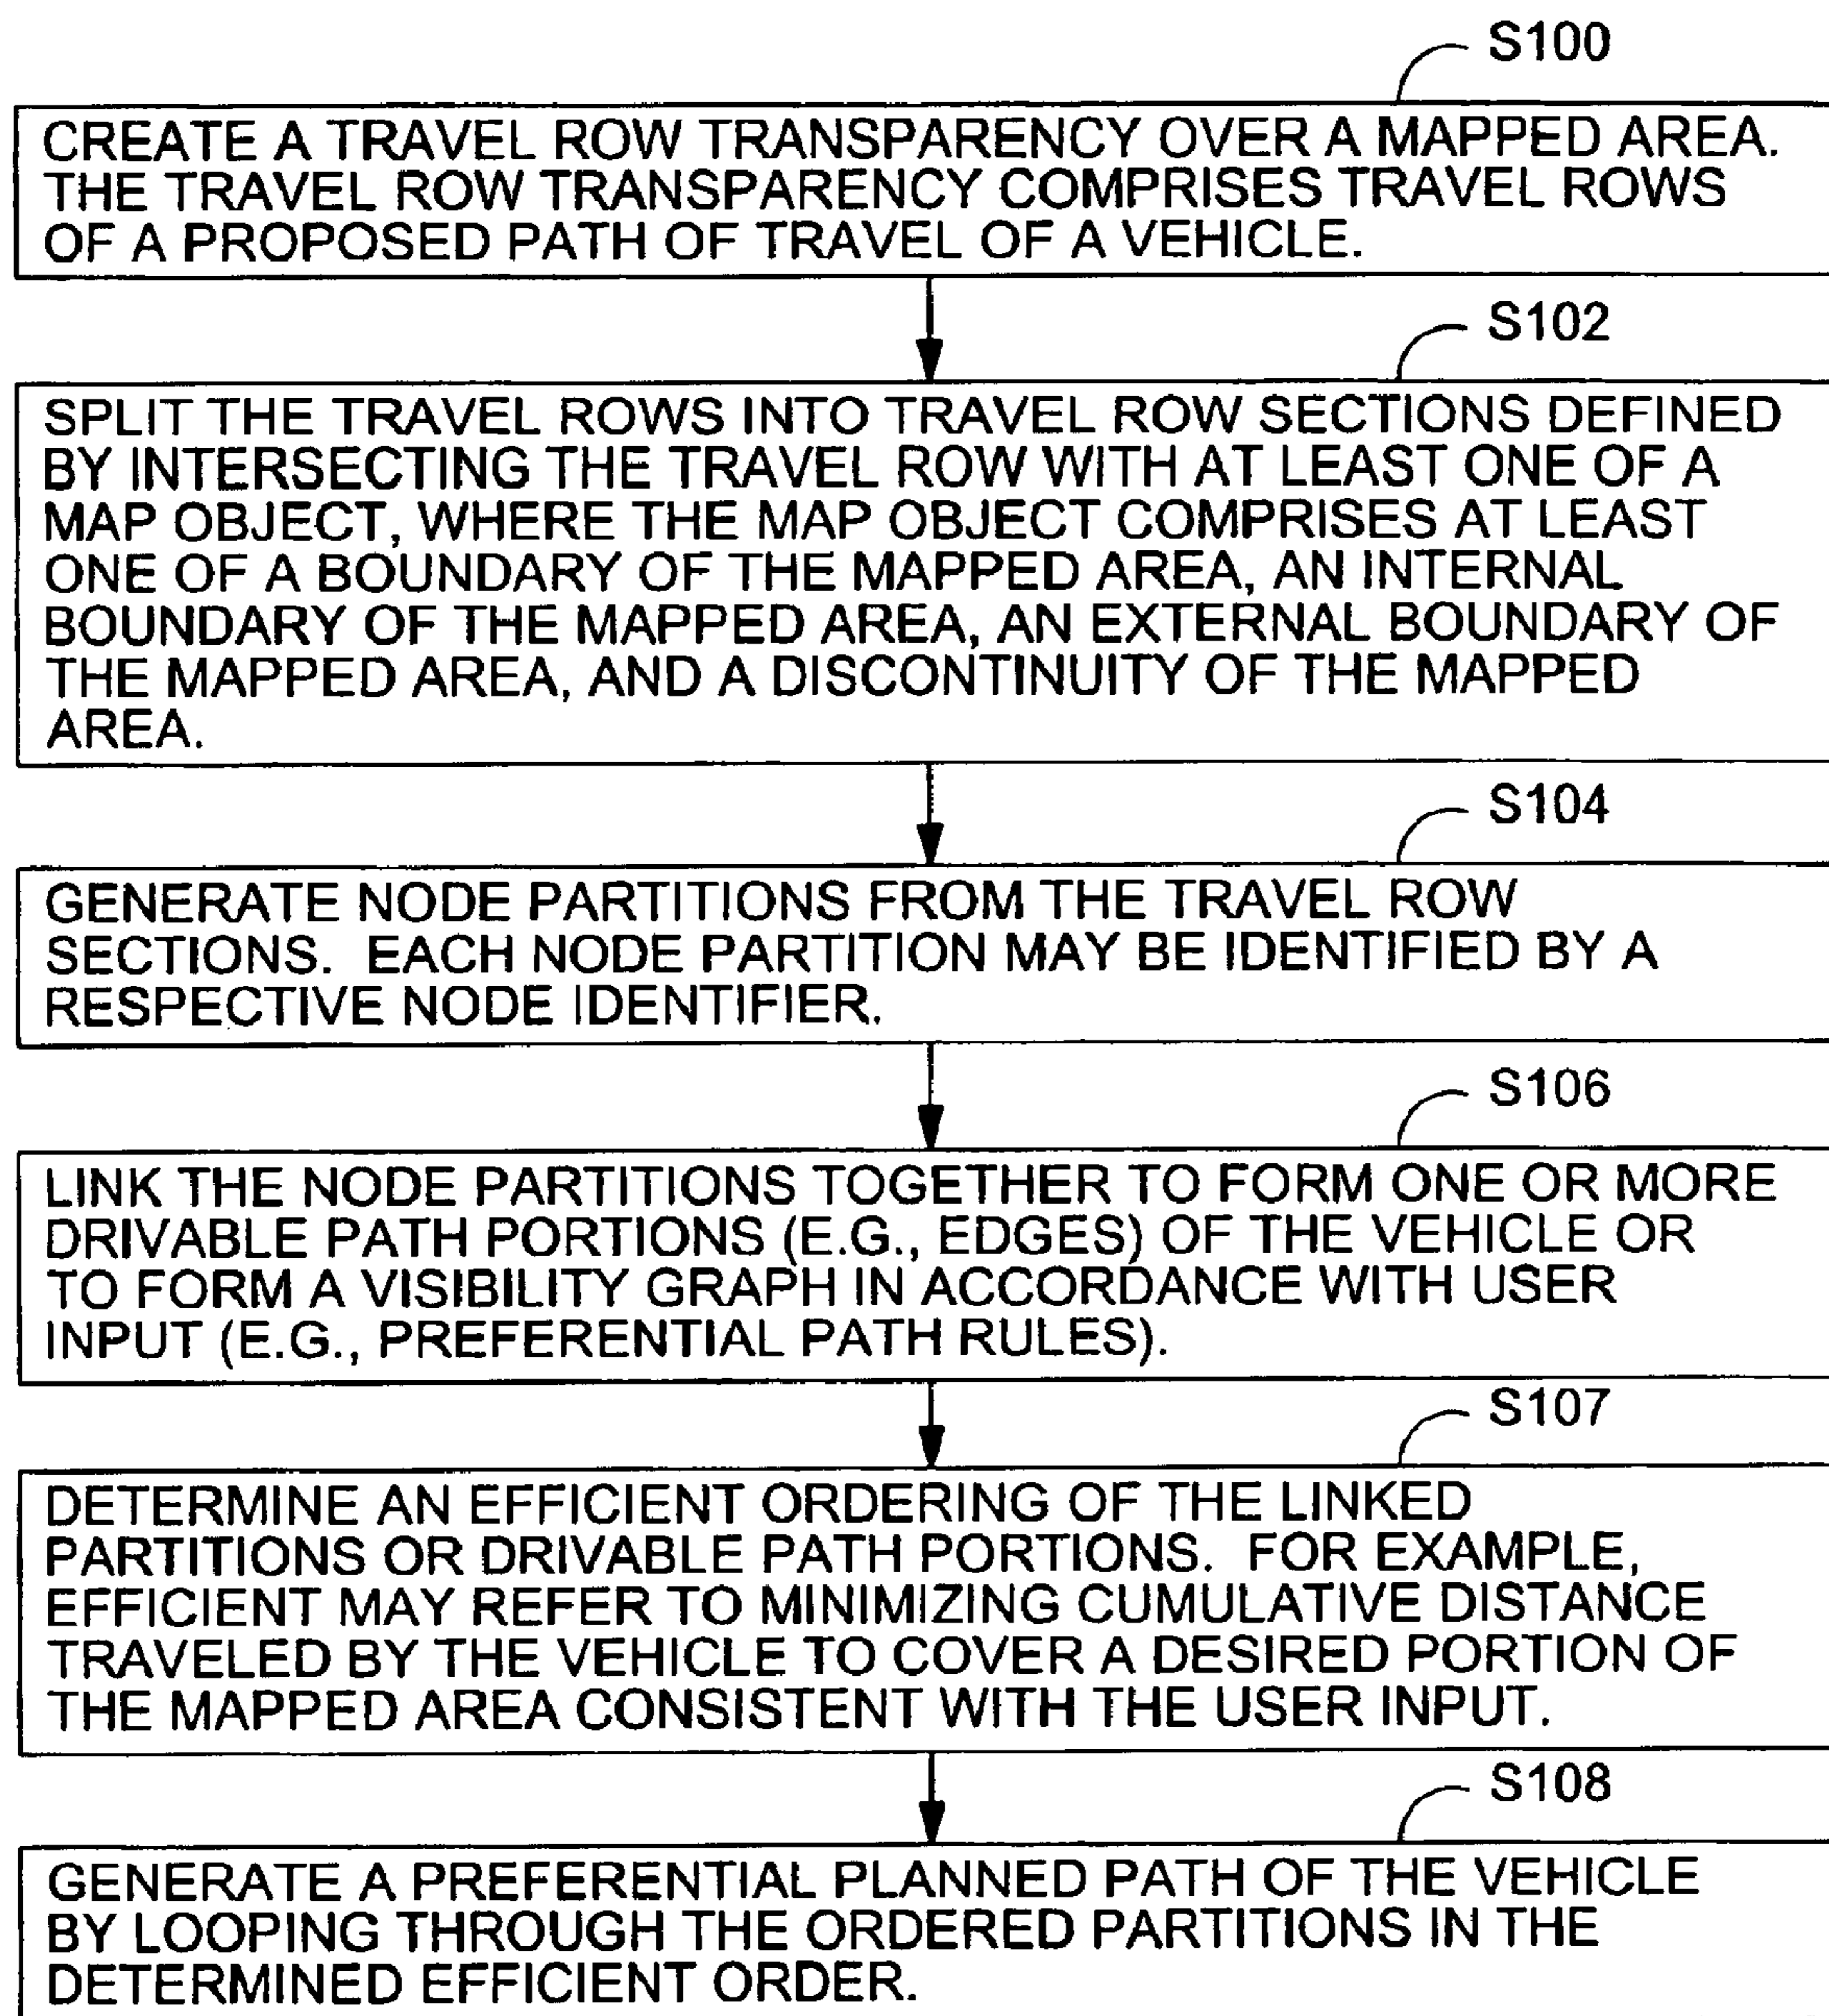 S100
CREATE A TRAVEL ROW TRANSPARENCY OVER A MAPPED AREA.
THE TRAVEL ROW TRANSPARENCY COMPRISES TRAVEL ROWS
OF A PROPOSED PATH OF TRAVEL OF A VEHICLE.
S102
SPLIT THE TRAVEL ROWS INTO TRAVEL ROW SECTIONS DEFINED
BY INTERSECTING THE TRAVEL ROW WITH AT LEAST ONE OF A
MAP OBJECT, WHERE THE MAP OBJECT COMPRISES AT LEAST
ONE OF A BOUNDARY OF THE MAPPED AREA, AN INTERNAL
BOUNDARY OF THE MAPPED AREA, AN EXTERNAL BOUNDARY OF
THE MAPPED AREA, AND A DISCONTINUITY OF THE MAPPED
AREA.
S104
GENERATE NODE PARTITIONS FROM THE TRAVEL ROW
SECTIONS. EACH NODE PARTITION MAY BE IDENTIFIED BY A
RESPECTIVE NODE IDENTIFIER.
S106
LINK THE NODE PARTITIONS TOGETHER TO FORM ONE OR MORE
DRIVABLE PATH PORTIONS (E.G., EDGES) OF THE VEHICLE OR
TO FORM A VISIBILITY GRAPH IN ACCORDANCE WITH USER
INPUT (E.G., PREFERENTIAL PATH RULES).
S107
DETERMINE AN EFFICIENT ORDERING OF THE LINKED
PARTITIONS OR DRIVABLE PATH PORTIONS. FOR EXAMPLE,
EFFICIENT MAY REFER TO MINIMIZING CUMULATIVE DISTANCE
TRAVELED BY THE VEHICLE TO COVER A DESIRED PORTION OF
THE MAPPED AREA CONSISTENT WITH THE USER INPUT.
S108
GENERATE A PREFERENTIAL PLANNED PATH OF THE VEHICLE
BY LOOPING THROUGH THE ORDERED PARTITIONS IN THE
DETERMINED EFFICIENT ORDER.